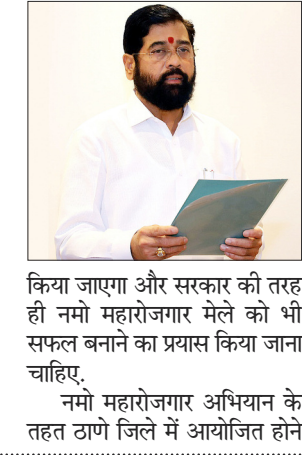 किया जाएगा और सरकार की तरह
ही नमो महारोजगार मेले को भी
सफल बनाने का प्रयास किया जाना
चाहिए.
नमो महारोजगार अभियान के
तहत ठाणे जिले में आयोजित होने